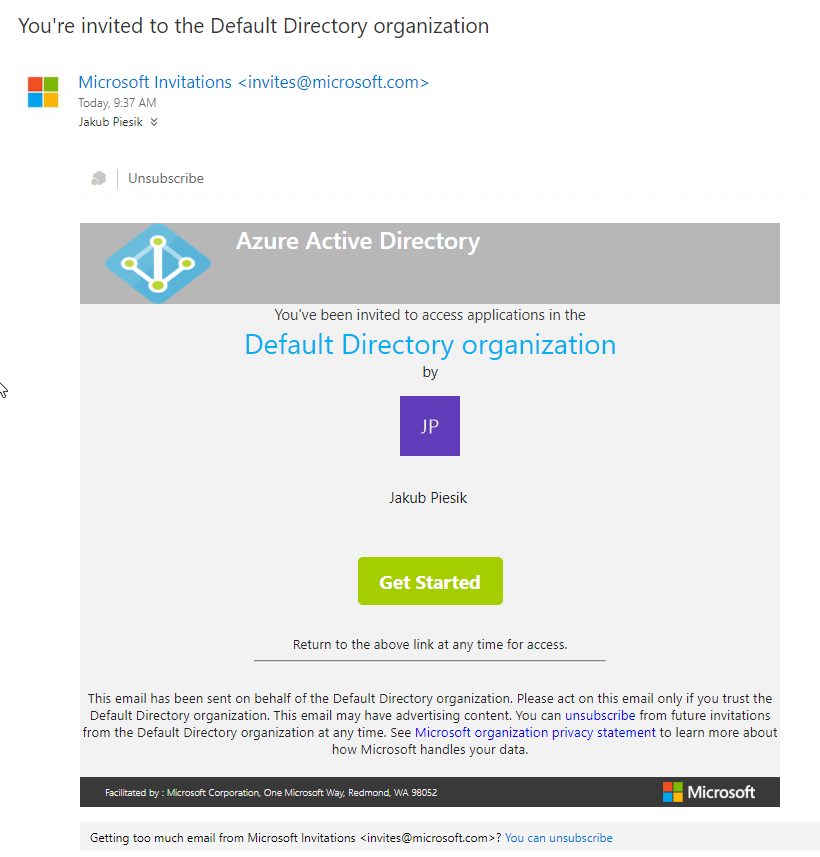 You're invited to the Default Directory organization
Microsoft Invitations <invites@microsoft.com>
Today, 9:37 AM
Jakub Piesik
Unsubscribe
Azure Active Directory
You've been invited to access applications in the
Default Directory organization
by
JP
Jakub Piesik
Get Started
Return to the above link at any time for access.
This email has been sent on behalf of the Default Directory organization. Please act on this email only if you trust the
Default Directory organization. This email may have advertising content. You can unsubscribe from future invitations
from the Default Directory organization at any time. See Microsoft organization privacy statement to learn more about
how Microsoft handles your data.
Facilitated by : Microsoft Corporation, One Microsoft Way, Redmond, WA 98052
Microsoft
Getting too much email from Microsoft Invitations <invites@microsoft.com>? You can unsubscribe